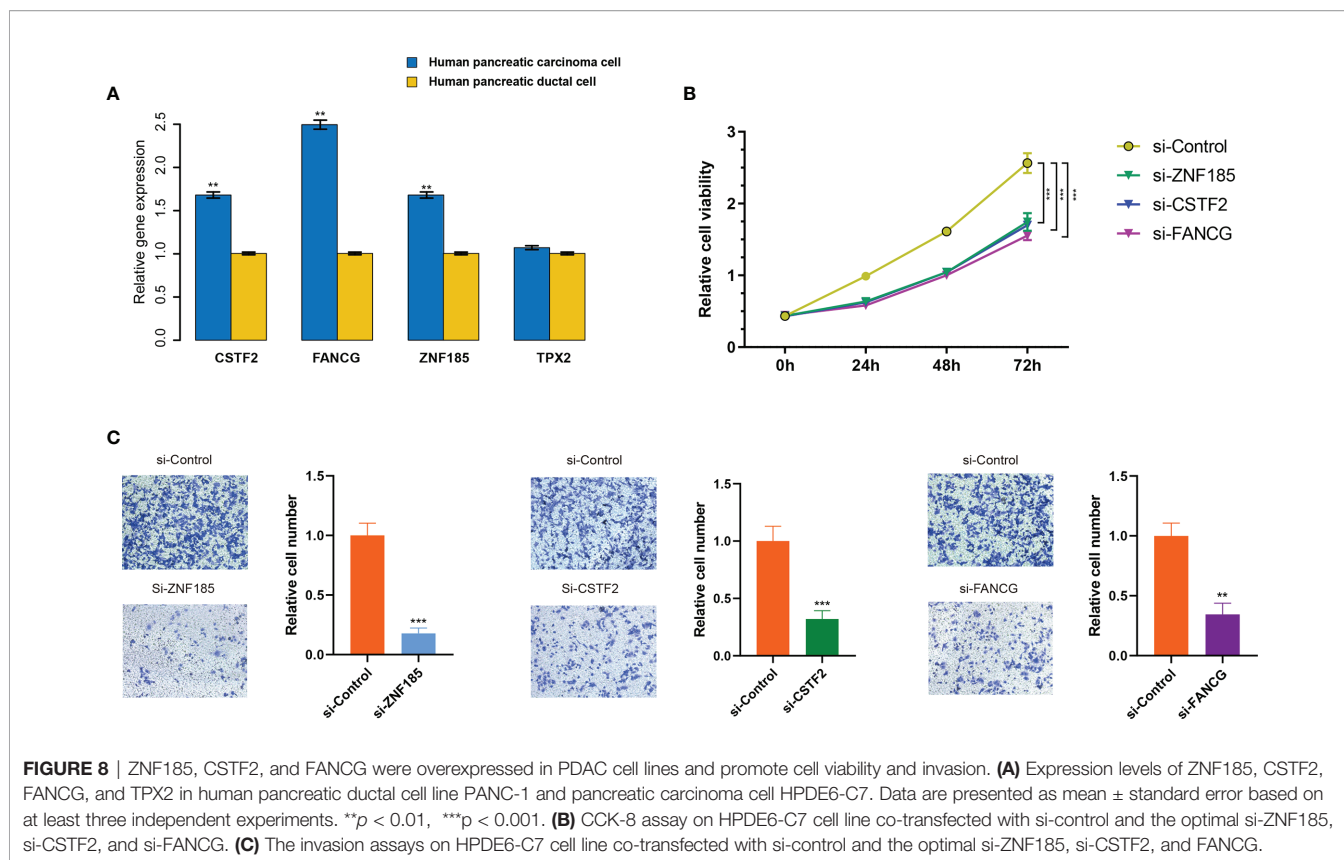 Human pancreatic carcinoma cell
Human pancreatic ductal cell
A
Relative gene expression
2.5
2.0
1.5
1.0
0.5
0.0
**
**
**
CSTF2 FANCG ZNF185 TPX2
B
Relative cell viability
3
2
1
0
0h 24h 48h 72h
***
***
***
si-Control
si-ZNF185
si-CSTF2
si-FANCG
C
si-Control
Si-ZNF185
Relative cell number
1.5
1.0
0.5
0.0
***
si-Control
si-ZNF185
si-Control
Si-CSTF2
Relative cell number
1.5
1.0
0.5
0.0
***
si-Control
si-CSTF2
si-Control
si-FANCG
Relative cell number
1.5
1.0
0.5
0.0
**
si-Control
si-FANCG
FIGURE 8 | ZNF185, CSTF2, and FANCG were overexpressed in PDAC cell lines and promote cell viability and invasion. (A) Expression levels of ZNF185, CSTF2,
FANCG, and TPX2 in human pancreatic ductal cell line PANC-1 and pancreatic carcinoma cell HPDE6-C7. Data are presented as mean ± standard error based on
at least three independent experiments. **p < 0.01, ***p < 0.001. (B) CCK-8 assay on HPDE6-C7 cell line co-transfected with si-control and the optimal si-ZNF185,
si-CSTF2, and si-FANCG. (C) The invasion assays on HPDE6-C7 cell line co-transfected with si-control and the optimal si-ZNF185, si-CSTF2, and FANCG.